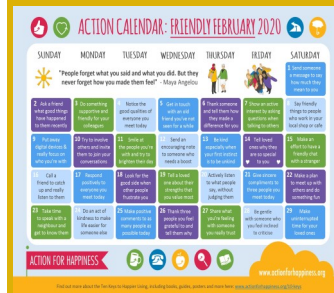 ACTION CALENDAR: FRIENDLY FEBRUARY 2020
SUNDAY MONDAY TUESDAY WEDNESDAY THURSDAY FRIDAY SATURDAY
"People forget what you said and what you did. But they
never forget how you made them feel" - Maya Angelou
1 Send someone
a message to say
how much they
mean to you
2 Ask a friend
what good things
have happened
to them recently
3 Do something
supportive and
friendly for your
colleagues
4 Notice the
good qualities of
everyone you
meet today
5 Get in touch
with an old
friend you've not
seen for a while
6 Thank someone
and tell them how
they made a
difference for you
7 Show an active
interest by asking
questions when
talking to others
8 Say friendly
things to people
who work in your
local shop or cafe
9 Put away
digital devices &
really focus on
who you're with
10 Try to involve
others and invite
them to join your
conversations
11 Smile at
the people you're
with and try to
brighten their day
12 Send an
encouraging note
to someone who
needs a boost
13 Be kind
especially when
your first instinct
is to be unkind
14 Tell loved
ones why they
are so special
to you
15 Make an
effort to have a
friendly chat
with a stranger
16 Call a
friend to catch
up and really
listen to them
17 Respond
positively to
everyone you
meet today
18 Look for the
good side when
other people
frustrate you
19 Tell a loved
one about their
strengths that
you value most
20 Actively listen
to what people
say, without
judging them
21 Give sincere
compliments to
three people you
meet today
22 Make a plan
to meet up with
others and do
something fun
23 Take time
to speak with a
neighbour and
get to know them
24 Do an act of
kindness to make
life easier for
someone else
25 Make positive
comments to as
many people as
possible today
26 Thank three
people you feel
grateful to and
tell them why
27 Share what
you're feeling
with someone
you really trust
28 Be gentle
with someone who
you feel inclined
to criticise
29 Make
uninterrupted
time for your
loved ones
ACTION FOR HAPPINESS
www.actionforhappiness.org